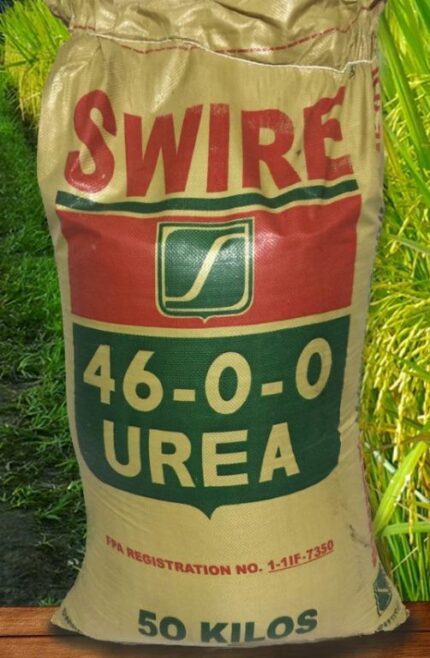 SWIRE
46-0-0
UREA
FPA REGISTRATION NO. 1-1IF-7350
50 KILOS